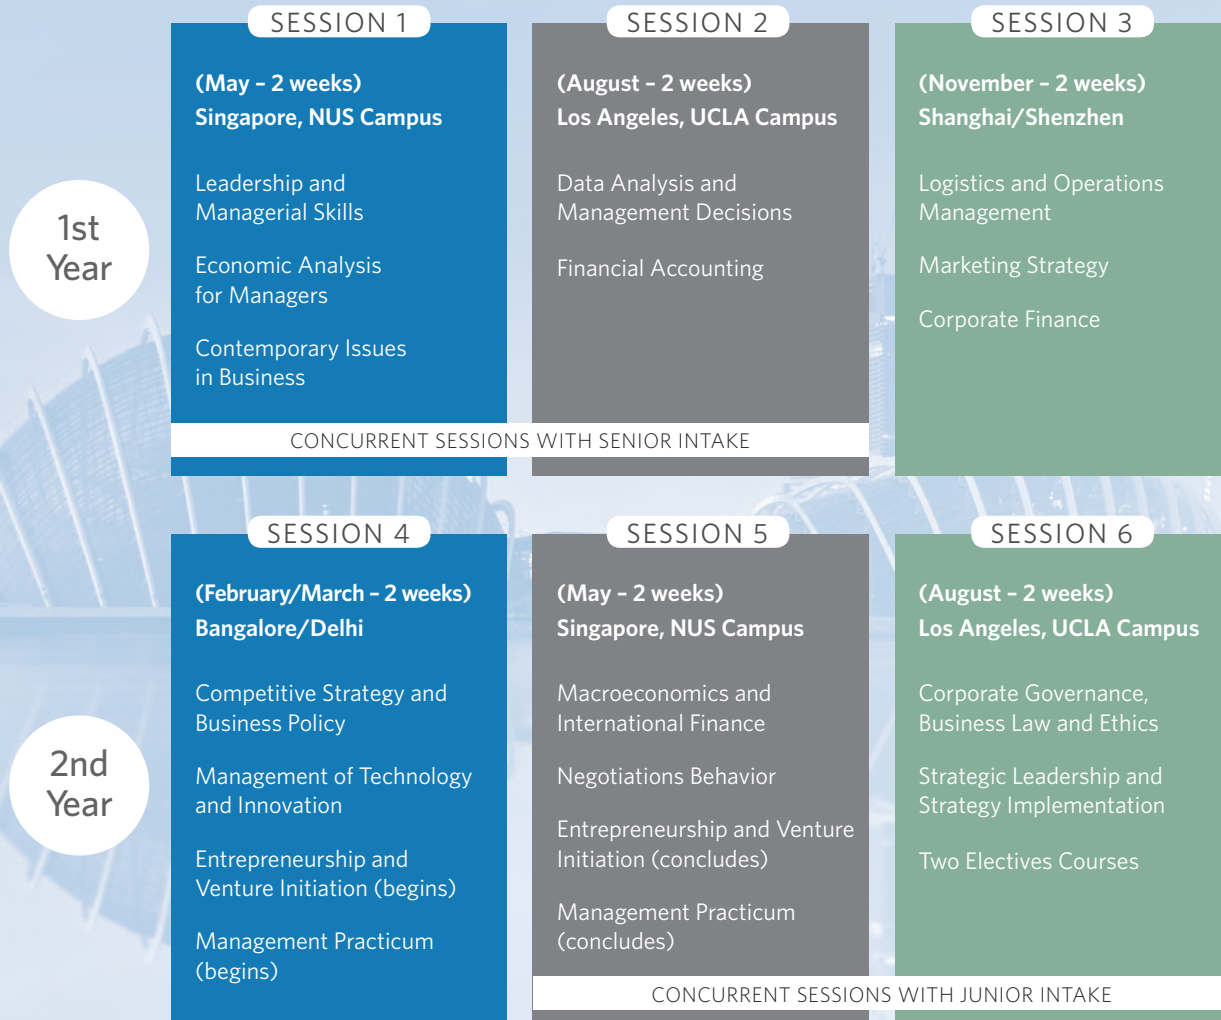 SESSION 1
(May – 2 weeks)
Singapore, NUS Campus
Leadership and
Managerial Skills
Economic Analysis
for Managers
Contemporary Issues
in Business
SESSION 2
(August – 2 weeks)
Los Angeles, UCLA Campus
Data Analysis and
Management Decisions
Financial Accounting
SESSION 3
(November – 2 weeks)
Shanghai/Shenzhen
Logistics and Operations
Management
Marketing Strategy
Corporate Finance
1st
Year
CONCURRENT SESSIONS WITH SENIOR INTAKE
SESSION 4
(February/March – 2 weeks)
Bangalore/Delhi
Competitive Strategy and
Business Policy
Management of Technology
and Innovation
Entrepreneurship and
Venture Initiation (begins)
Management Practicum
(begins)
SESSION 5
(May – 2 weeks)
Singapore, NUS Campus
Macroeconomics and
International Finance
Negotiations Behavior
Entrepreneurship and Venture
Initiation (concludes)
Management Practicum
(concludes)
SESSION 6
(August – 2 weeks)
Los Angeles, UCLA Campus
Corporate Governance,
Business Law and Ethics
Strategic Leadership and
Strategy Implementation
Two Electives Courses
2nd
Year
CONCURRENT SESSIONS WITH JUNIOR INTAKE